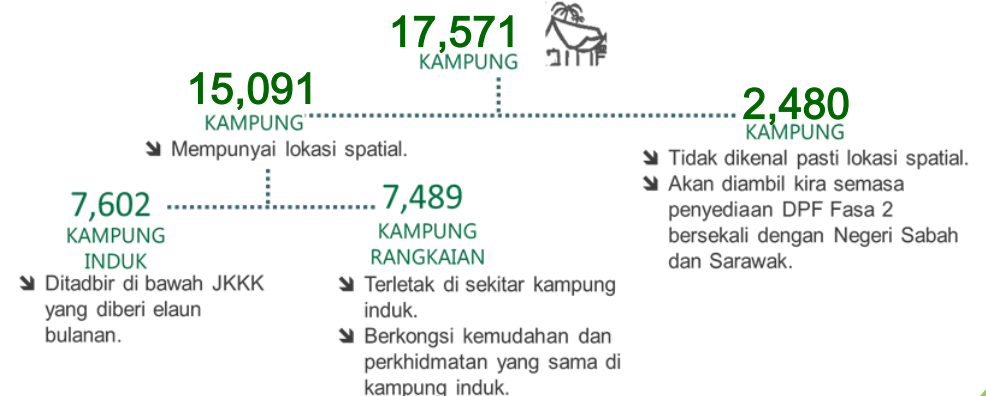 17,571
KAMPUNG
15,091
KAMPUNG
Mempunyai lokasi spatial.
2,480
KAMPUNG
Tidak dikenal pasti lokasi spatial.
Akan diambil kira semasa
penyediaan DPF Fasa 2
bersekali dengan Negeri Sabah
dan Sarawak.
7,602
KAMPUNG
INDUK
Ditadbir di bawah JKKK
yang diberi elaun
bulanan.
7,489
KAMPUNG
RANGKAIAN
Terletak di sekitar kampung
induk.
Berkongsi kemudahan dan
perkhidmatan yang sama di
kampung induk.